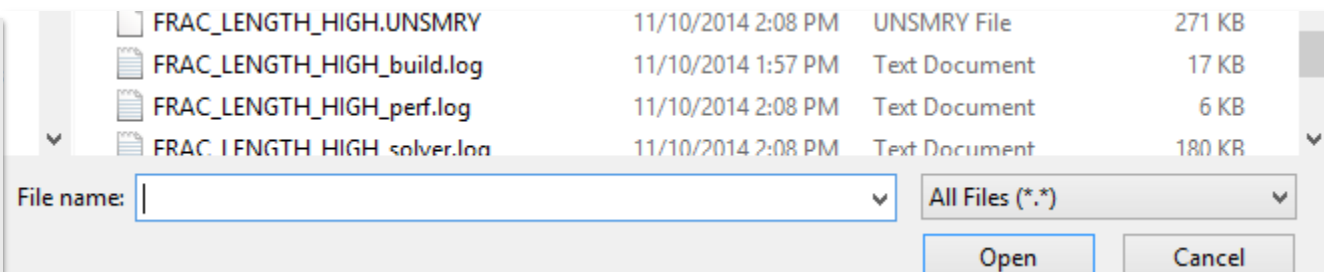 FRAC_LENGTH_HIGH.UNSMRY 11/10/2014 2:08 PM UNSMRY File 271 KB
FRAC_LENGTH_HIGH_build.log 11/10/2014 1:57 PM Text Document 17 KB
FRAC_LENGTH_HIGH_perf.log 11/10/2014 2:08 PM Text Document 6 KB
FRAC_LENGTH_HIGH_solver.log 11/10/2014 2:08 PM Text Document 180 KB
File name: All Files (*.*)
Open Cancel